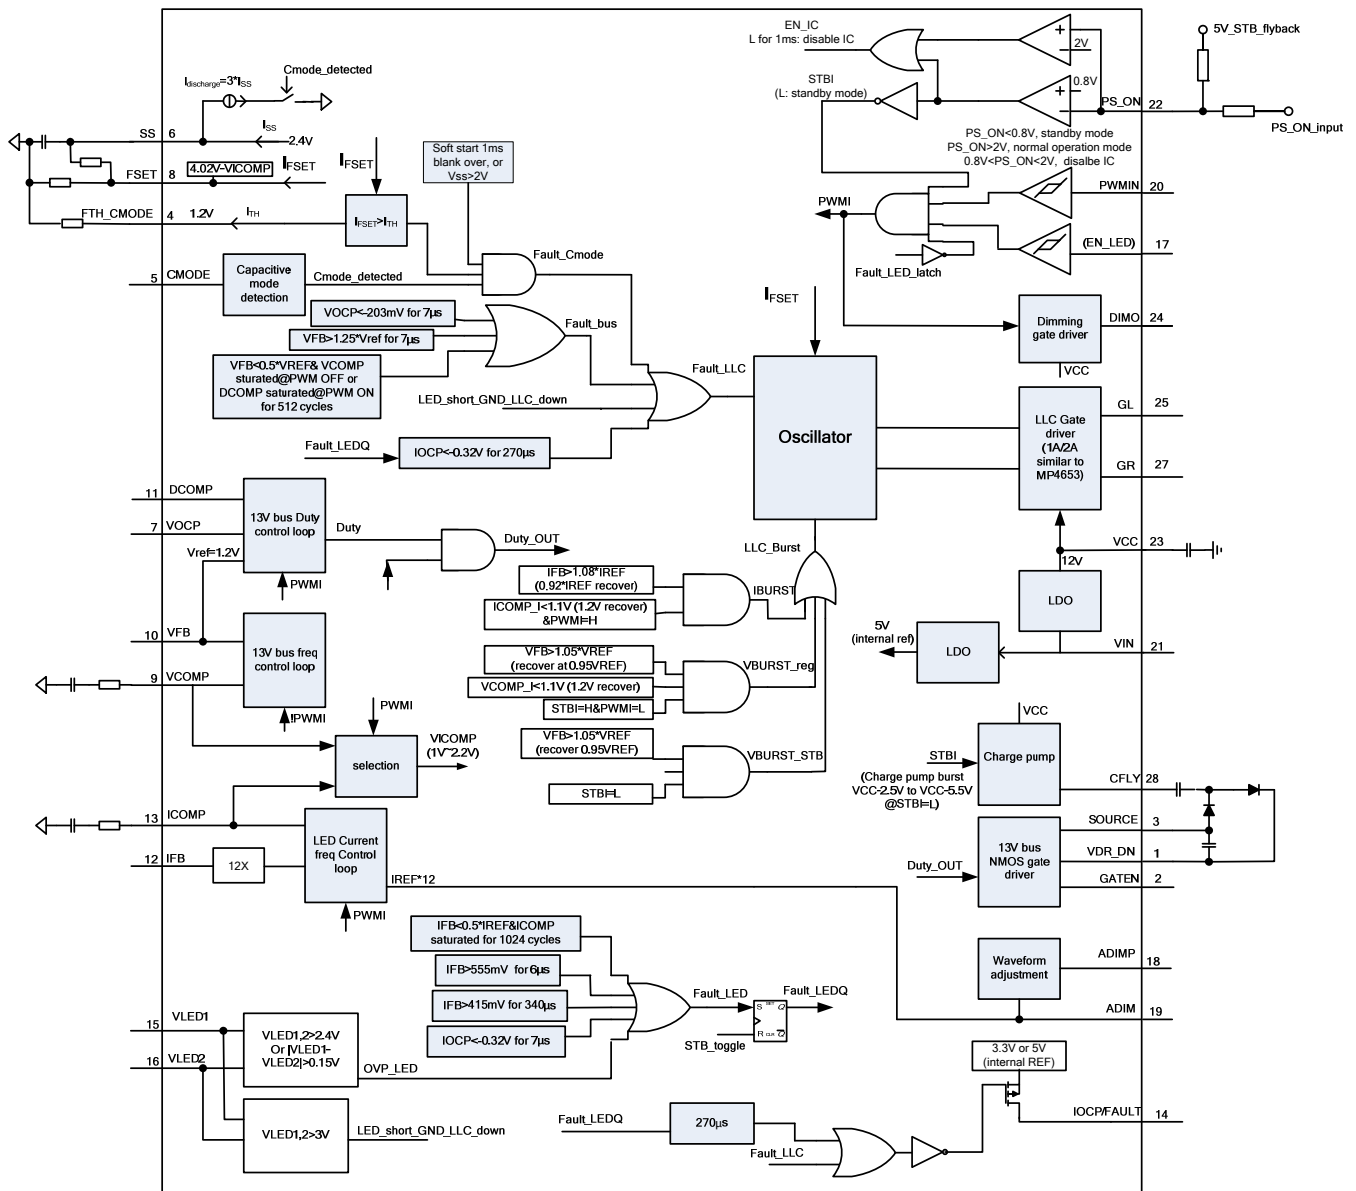 EN_IC
L for 1ms: disable IC
2V
5V_STB_flyback
STBI
(L: standby mode)
0.8V
PS_ON 22
PS_ON_input
PS_ON<0.8V, standby mode
PS_ON>2V, normal operation mode
0.8V<PS_ON<2V, disalbe IC
Idischarge=3*ISS
Cmode_detected
SS 6
ISS
2.4V
FSET 8
4.02V-VICOMP
IFSET
FTH_CMODE 4
1.2V
ITH
IFSET
IFSET>ITH
Soft start 1ms
blank over, or
Vss>2V
PWMIN 20
PWMI
(EN_LED) 17
Fault_LED_latch
5 CMODE
Capacitive
mode
detection
Cmode_detected
Fault_Cmode
VOCP<-203mV for 7µs
VFB>1.25*Vref for 7µs
Fault_bus
VFB<0.5*VREF& VCOMP
sturated@PWM OFF or
DCOMP saturated@PWM ON
for 512 cycles
LED_short_GND_LLC_down
Fault_LEDQ
IOCP<-0.32V for 270µs
Fault_LLC
IFSET
Oscillator
Dimming
gate driver
DIMO 24
VCC
LLC Gate
driver
(1A/2A
similar to
MP4653)
GL 25
GR 27
11 DCOMP
7 VOCP
Vref=1.2V
13V bus Duty
control loop
Duty
PWMI
Duty_OUT
LLC_Burst
VCC 23
12V
LDO
5V
(internal ref)
LDO
VIN 21
10 VFB
9 VCOMP
13V bus freq
control loop
!PWMI
IFB>1.08*IREF
(0.92*IREF recover)
ICOMP_I<1.1V (1.2V recover)
&PWMI=H
IBURST
VFB>1.05*VREF
(recover at 0.95VREF)
VCOMP_I<1.1V (1.2V recover)
STBI=H&PWMI=L
VBURST_reg
VFB>1.05*VREF
(recover 0.95VREF)
STBI=L
VBURST_STB
PWMI
selection
VICOMP
(1V~2.2V)
VCC
STBI
(Charge pump burst
VCC-2.5V to VCC-5.5V
@STBI=L)
Charge pump
CFLY 28
13 ICOMP
12 IFB
12X
LED Current
freq Control
loop
IREF*12
PWMI
SOURCE 3
VDR_DN 1
GATEN 2
13V bus
NMOS gate
driver
Duty_OUT
IFB<0.5*IREF&ICOMP
saturated for 1024 cycles
IFB>555mV for 6µs
IFB>415mV for 340µs
IOCP<-0.32V for 7µs
Fault_LED
S SET Q
R CLR Q
Fault_LEDQ
STB_toggle
Waveform
adjustment
ADIMP 18
ADIM 19
15 VLED1
16 VLED2
VLED1,2>2.4V
Or |VLED1-
VLED2|>0.15V
OVP_LED
VLED1,2>3V
LED_short_GND_LLC_down
3.3V or 5V
(internal REF)
IOCP/FAULT 14
Fault_LEDQ
270µs
Fault_LLC